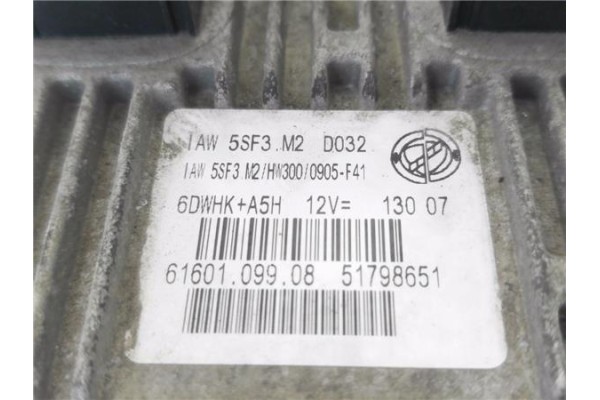 IAW 5SF3.M2 D032
IAW 5SF3.M2/HW300/0905-F41
6DWHK+A5H 12V= 130 07
61601.099.08 51798651